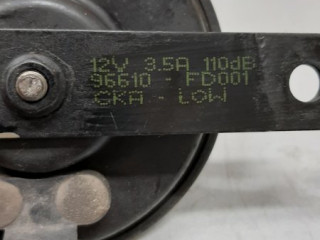 12V 3.5A 110dB
96610 - FD001
GKA - LOW